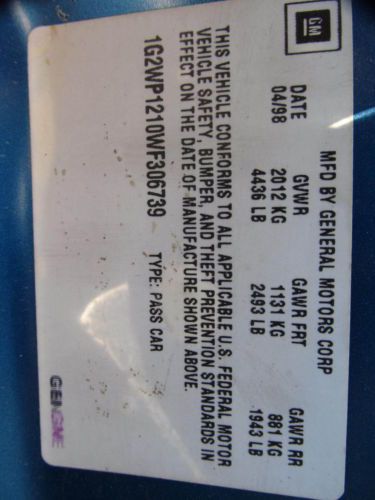 GM
MFD BY GENERAL MOTORS CORP
DATE GVWR GAWR FRT GAWR RR
04/98 2012 KG 1131 KG 881 KG
4436 LB 2493 LB 1943 LB
THIS VEHICLE CONFORMS TO ALL APPLICABLE U.S. FEDERAL MOTOR
VEHICLE SAFETY, BUMPER, AND THEFT PREVENTION STANDARDS IN
EFFECT ON THE DATE OF MANUFACTURE SHOWN ABOVE.
1G2WP1210WF306739 TYPE: PASS CAR